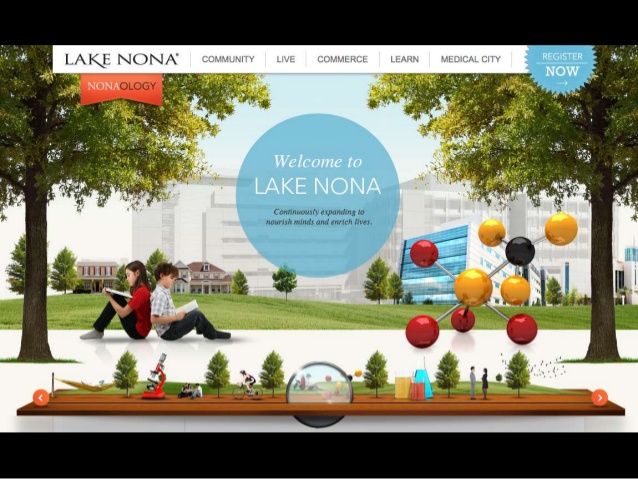 LAKE NONA®
COMMUNITY
LIVE
COMMERCE
LEARN
MEDICAL CITY
REGISTER
NOW
NONAOLOGY
Welcome to
LAKE NONA
Continuously expanding to
nourish minds and enrich lives.